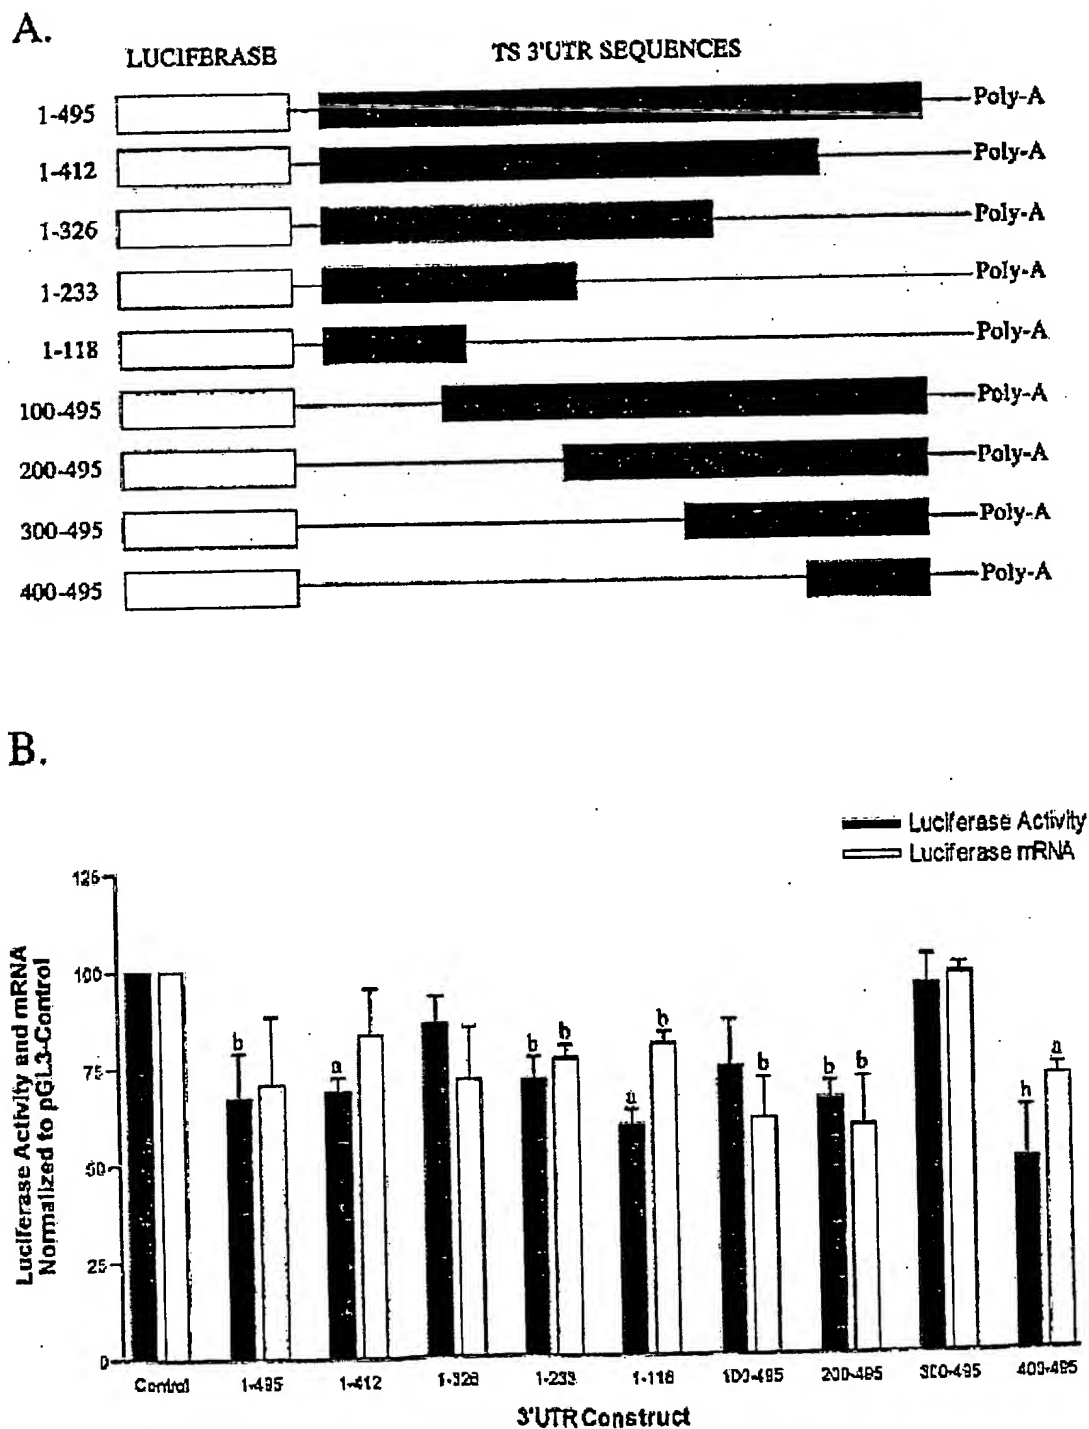 A.
LUCIFERASE TS 3'UTR SEQUENCES
1-495 Poly-A
1-412 Poly-A
1-326 Poly-A
1-233 Poly-A
1-118 Poly-A
100-495 Poly-A
200-495 Poly-A
300-495 Poly-A
400-495 Poly-A
B.
Luciferase Activity
Luciferase mRNA
Luciferase Activity and mRNA
Normalized to pGL3-Control
125
100
75
50
25
0
b
a
b
b
a
b
b
b
b
h
a
Control 1-495 1-412 1-326 1-233 1-118 100-495 200-495 300-495 400-495
3'UTR Construct